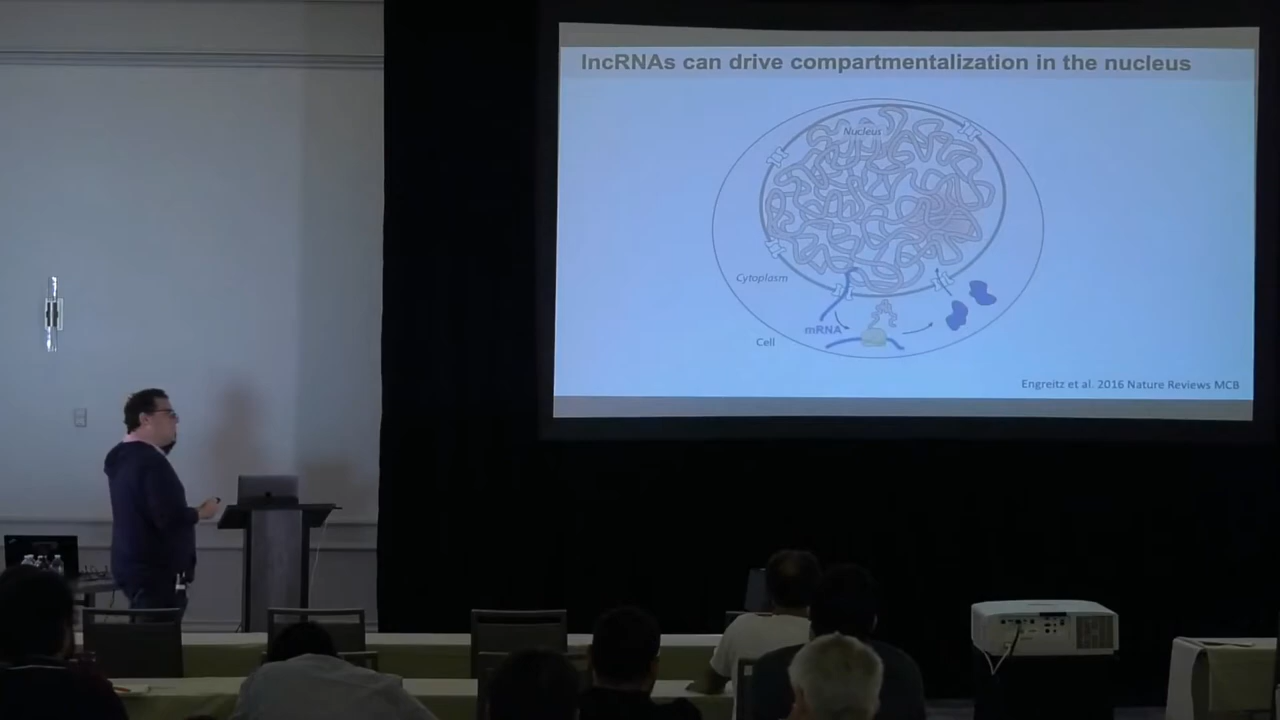 lncRNAs can drive compartmentalization in the nucleus
Nucleus
Cytoplasm
mRNA
Cell
Engreitz et al. 2016 Nature Reviews MCB